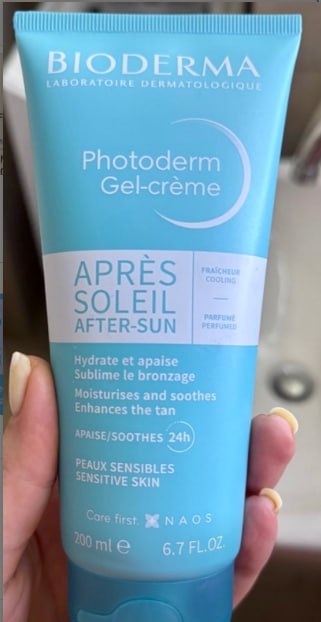 BIODERMA
LABORATOIRE DERMATOLOGIQUE
Photoderm
Gel-crème
APRÈS
SOLEIL
AFTER-SUN
FRAÎCHEUR
COOLING
PARFUMÉ
PERFUMED
Hydrate et apaise
Sublime le bronzage
Moisturises and soothes
Enhances the tan
APAISE/SOOTHES 24h
PEAUX SENSIBLES
SENSITIVE SKIN
Care first. NAOS
200 ml ℮ 6.7 FL.OZ.